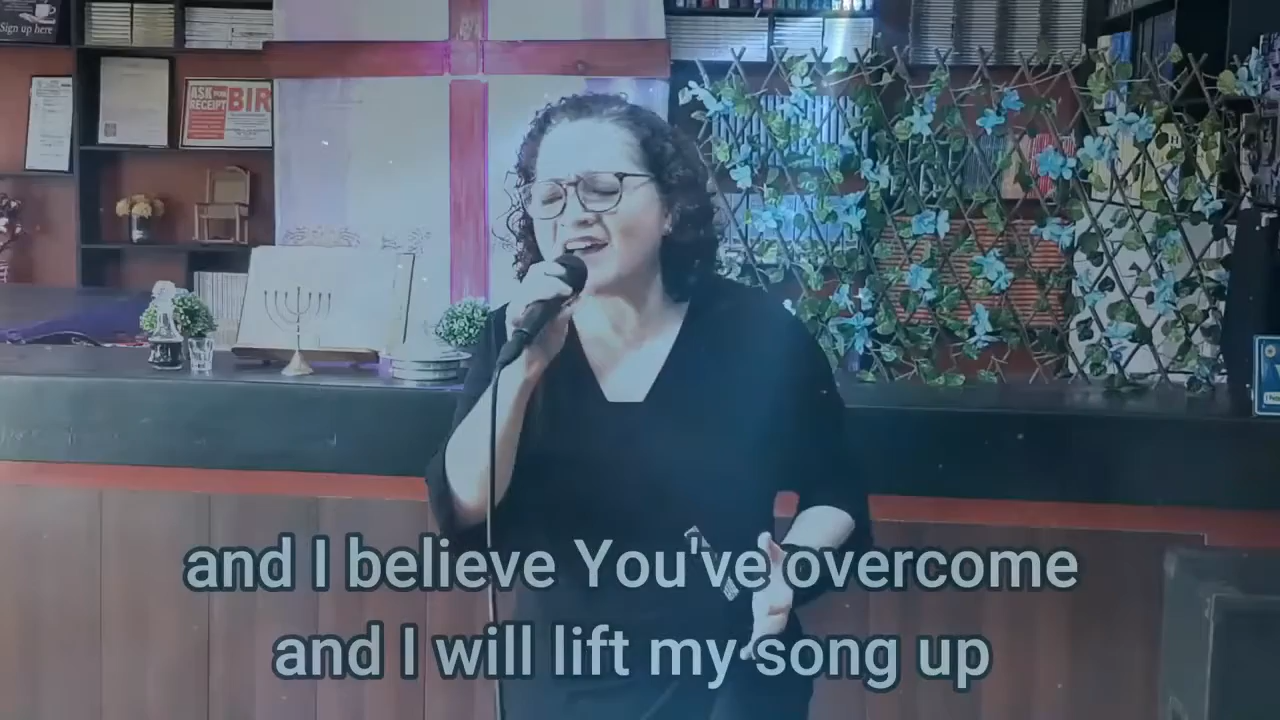 Sign up here
ASK FOR RECEIPT BIR
and I believe You've overcome
and I will lift my song up